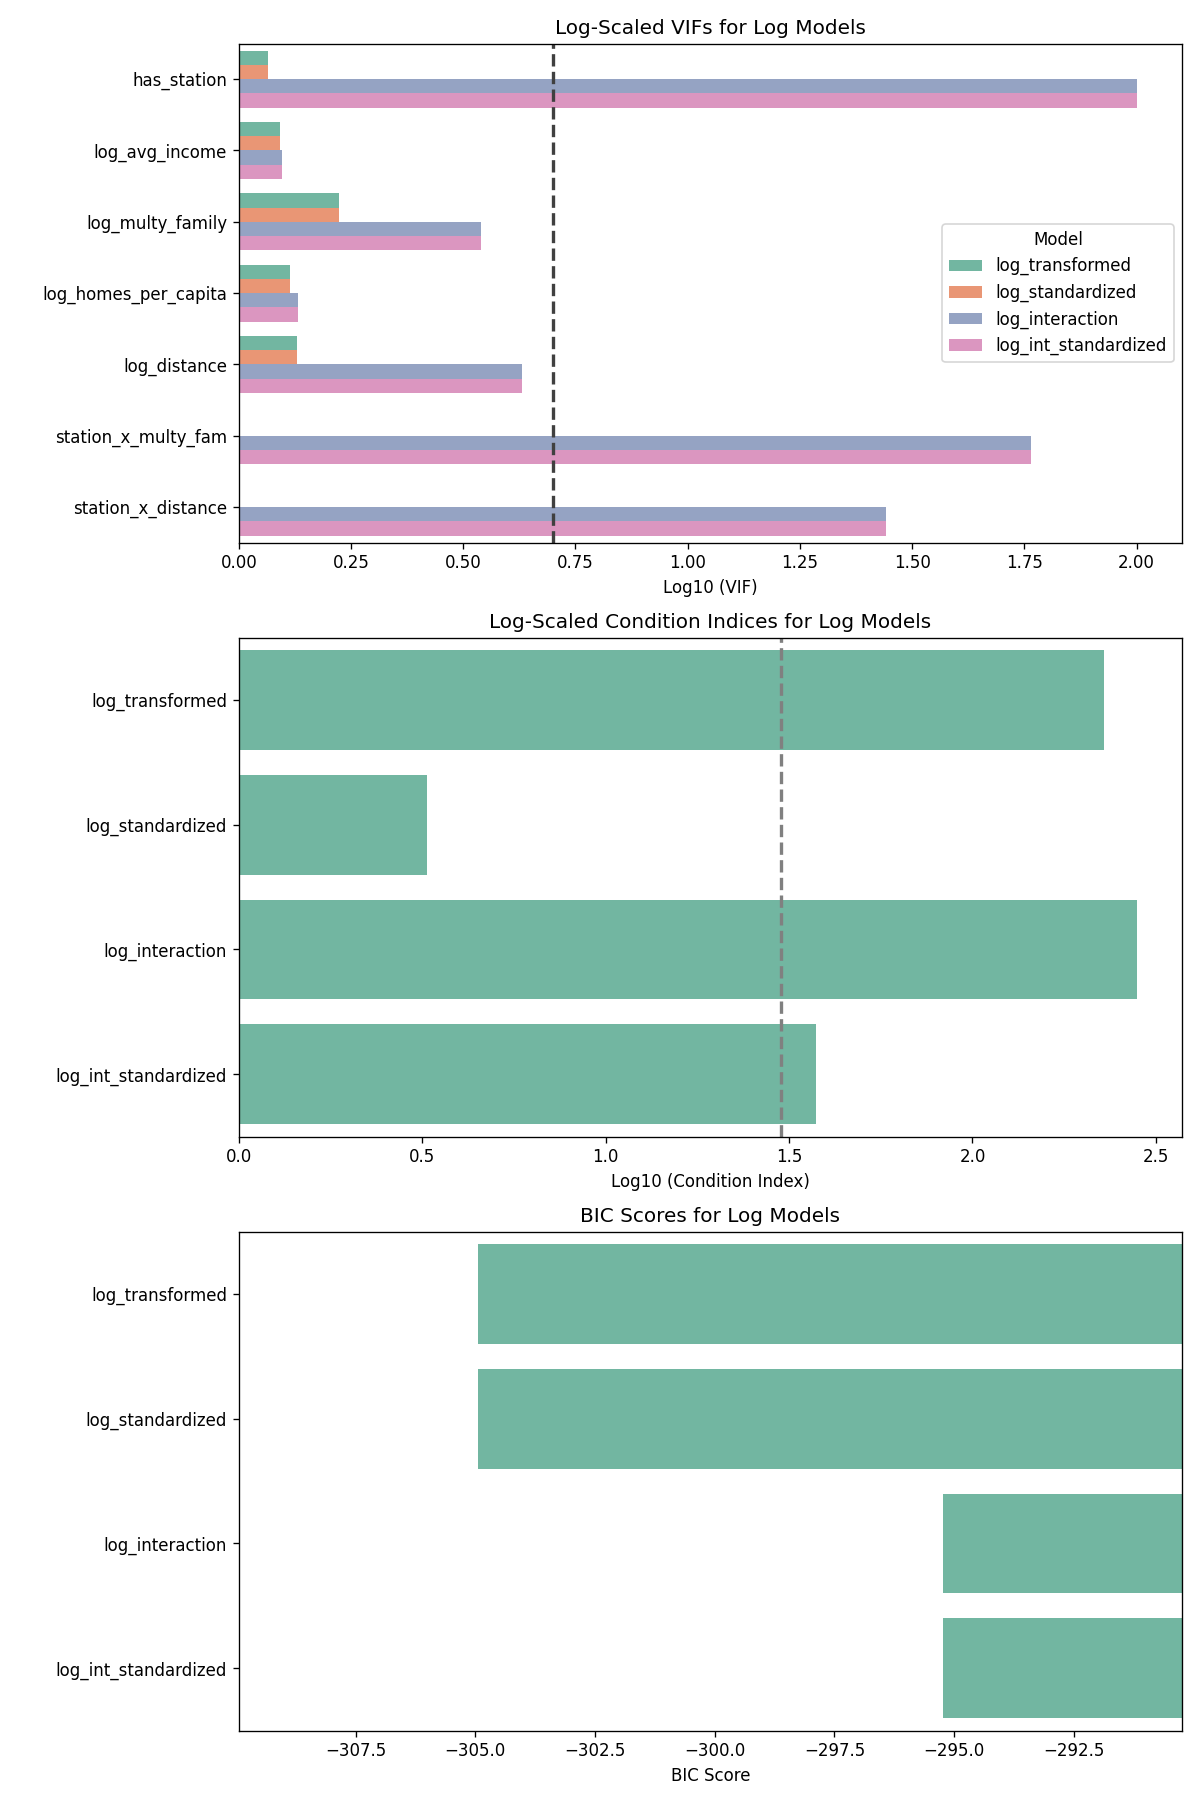 Log-Scaled VIFs for Log Models
has_station
log_avg_income
log_multy_family
log_homes_per_capita
log_distance
station_x_multy_fam
station_x_distance
Model
log_transformed
log_standardized
log_interaction
log_int_standardized
0.00 0.25 0.50 0.75 1.00 1.25 1.50 1.75 2.00
Log10 (VIF)
Log-Scaled Condition Indices for Log Models
log_transformed
log_standardized
log_interaction
log_int_standardized
0.0 0.5 1.0 1.5 2.0 2.5
Log10 (Condition Index)
BIC Scores for Log Models
log_transformed
log_standardized
log_interaction
log_int_standardized
−307.5 −305.0 −302.5 −300.0 −297.5 −295.0 −292.5
BIC Score